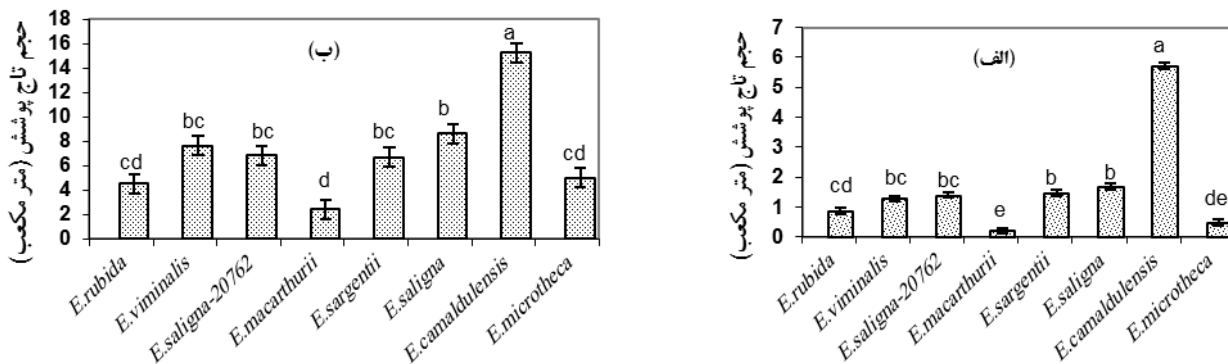 حجم تاج پوشش (متر مکعب)
(ب)
18
16
14
12
10
8
6
4
2
0
cd
bc
bc
d
bc
b
a
cd
E.rubida
E.viminalis
E.saligna-20762
E.macarthurii
E.sargentii
E.saligna
E.camaldulensis
E.microtheca
حجم تاج پوشش (متر مکعب)
(الف)
7
6
5
4
3
2
1
0
cd
bc
bc
e
b
b
a
de
E.rubida
E.viminalis
E.saligna-20762
E.macarthurii
E.sargentii
E.saligna
E.camaldulensis
E.microtheca